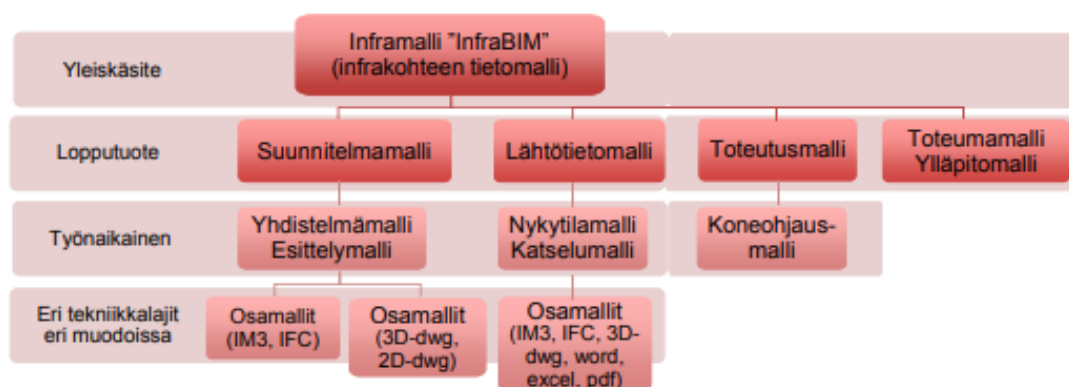 Inframalli ”InfraBIM”
(infrakohteen tietomalli)
Yleiskäsite
Lopputuote
Suunnitelmamalli
Lähtötietomalli
Toteutusmalli
Toteumamalli
Ylläpitomalli
Työnaikainen
Yhdistelmämalli
Esittelymalli
Nykytilamalli
Katselumalli
Koneohjaus-
malli
Eri tekniikkalajit
eri muodoissa
Osamallit
(IM3, IFC)
Osamallit
(3D-dwg,
2D-dwg)
Osamallit
(IM3, IFC, 3D-
dwg, word,
excel, pdf)